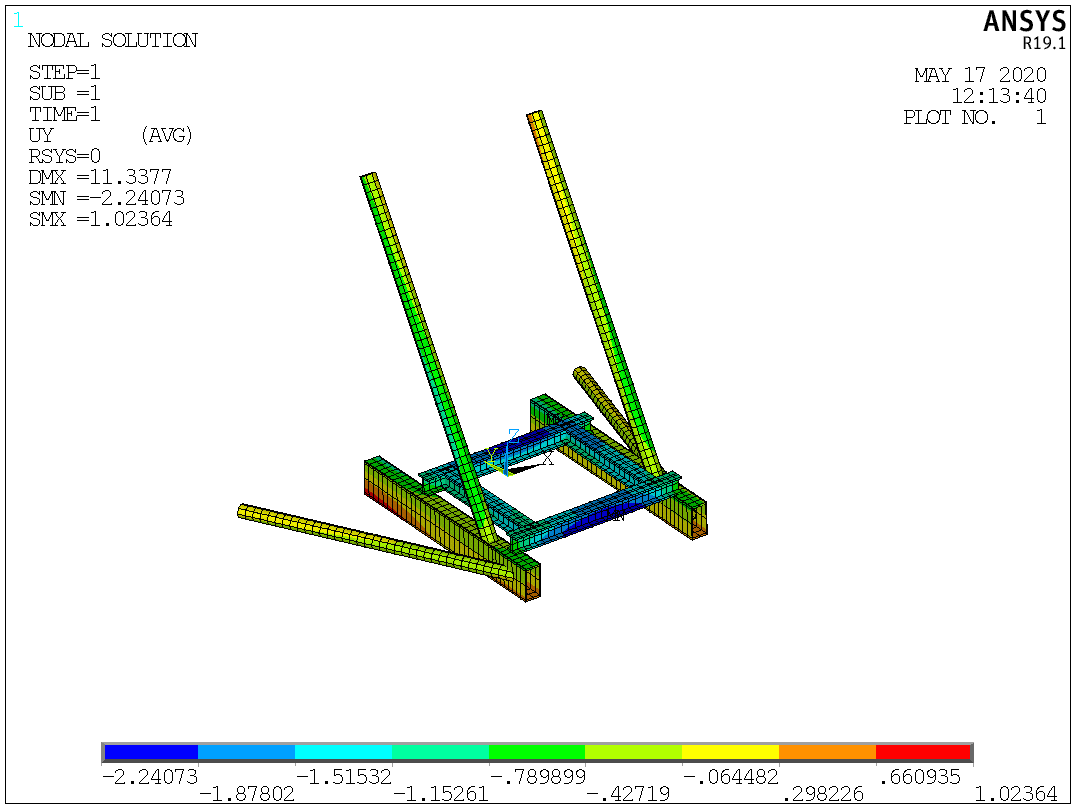 1
NODAL SOLUTION
STEP=1
SUB =1
TIME=1
UY (AVG)
RSYS=0
DMX =11.3377
SMN =-2.24073
SMX =1.02364
ANSYS
R19.1
MAY 17 2020
12:13:40
PLOT NO. 1
Z
Y
X
-2.24073 -1.51532 -.789899 -.064482 .660935
-1.87802 -1.15261 -.42719 .298226 1.02364